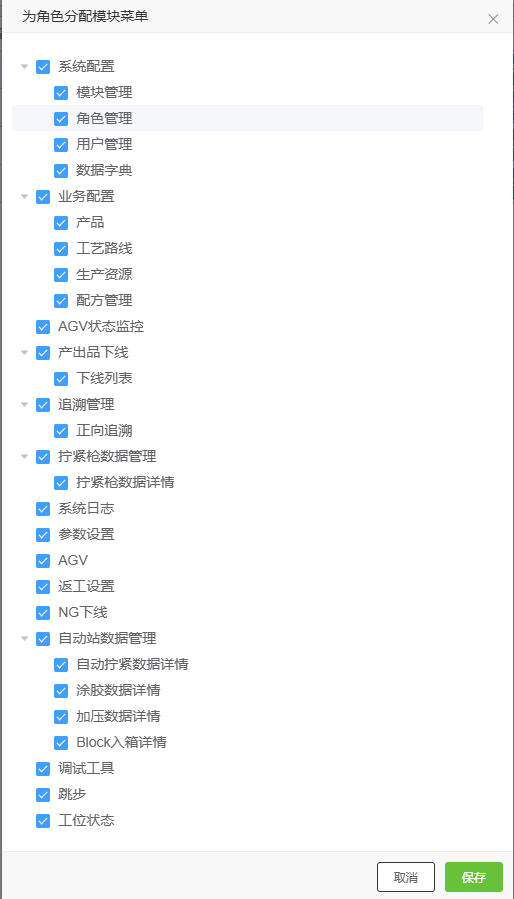 为角色分配模块菜单
系统配置
模块管理
角色管理
用户管理
数据字典
业务配置
产品
工艺路线
生产资源
配方管理
AGV状态监控
产出品下线
下线列表
追溯管理
正向追溯
拧紧枪数据管理
拧紧枪数据详情
系统日志
参数设置
AGV
返工设置
NG下线
自动站数据管理
自动拧紧数据详情
涂胶数据详情
加压数据详情
Block入箱详情
调试工具
跳步
工位状态
取消 保存